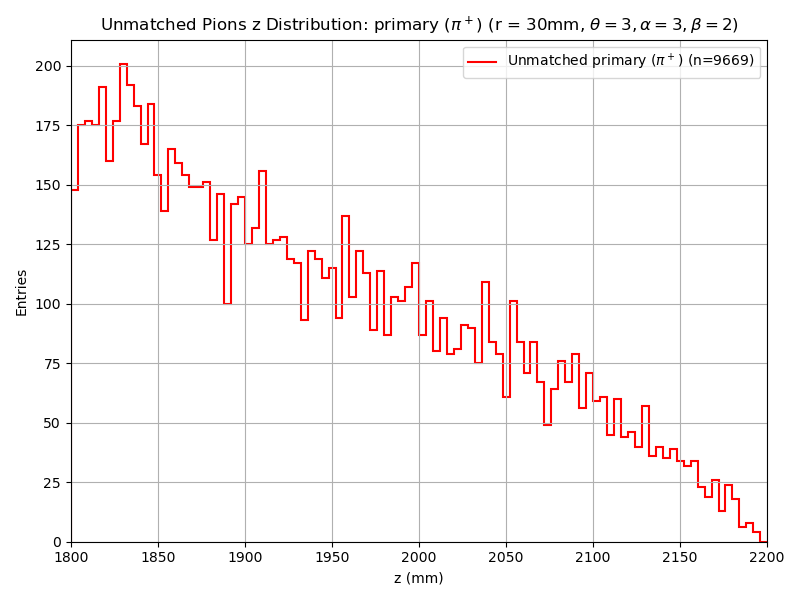 Unmatched Pions z Distribution: primary (π⁺) (r = 30mm, θ = 3, α = 3, β = 2)
Unmatched primary (π⁺) (n=9669)
Entries
200
175
150
125
100
75
50
25
0
1800 1850 1900 1950 2000 2050 2100 2150 2200
z (mm)